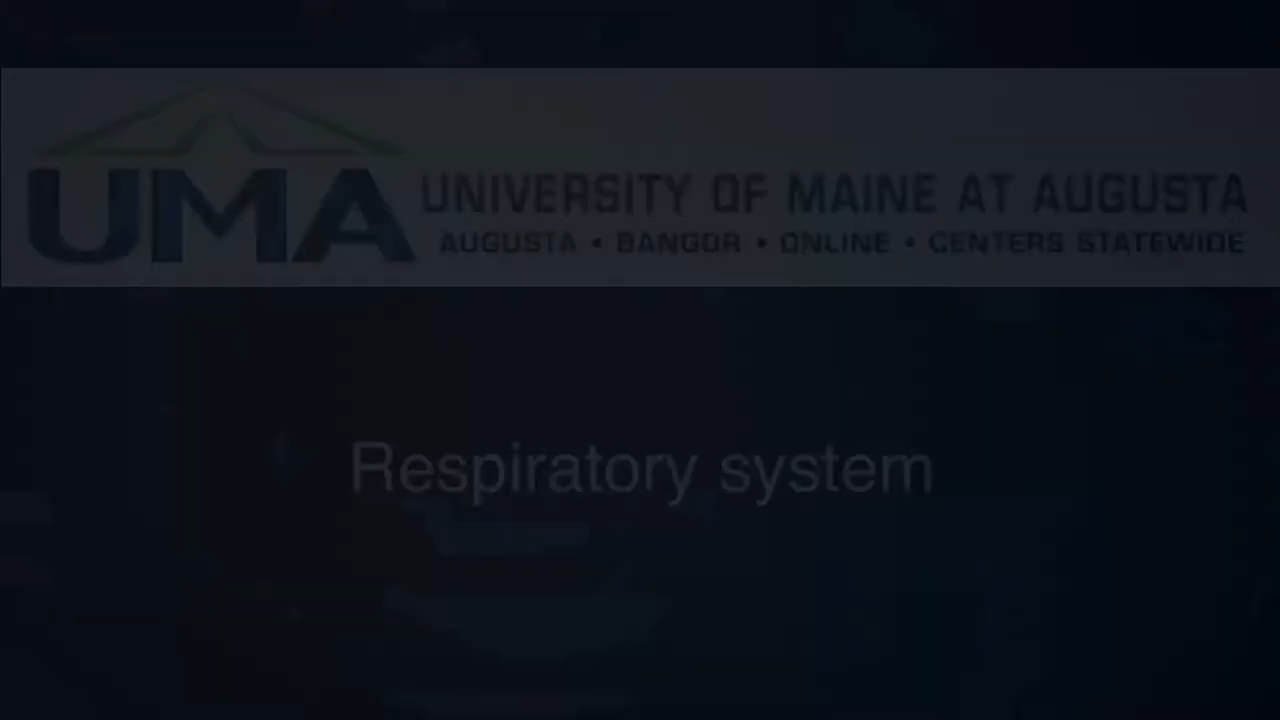 UMA
UNIVERSITY OF MAINE AT AUGUSTA
AUGUSTA • BANGOR • ONLINE • CENTERS STATEWIDE
Respiratory system